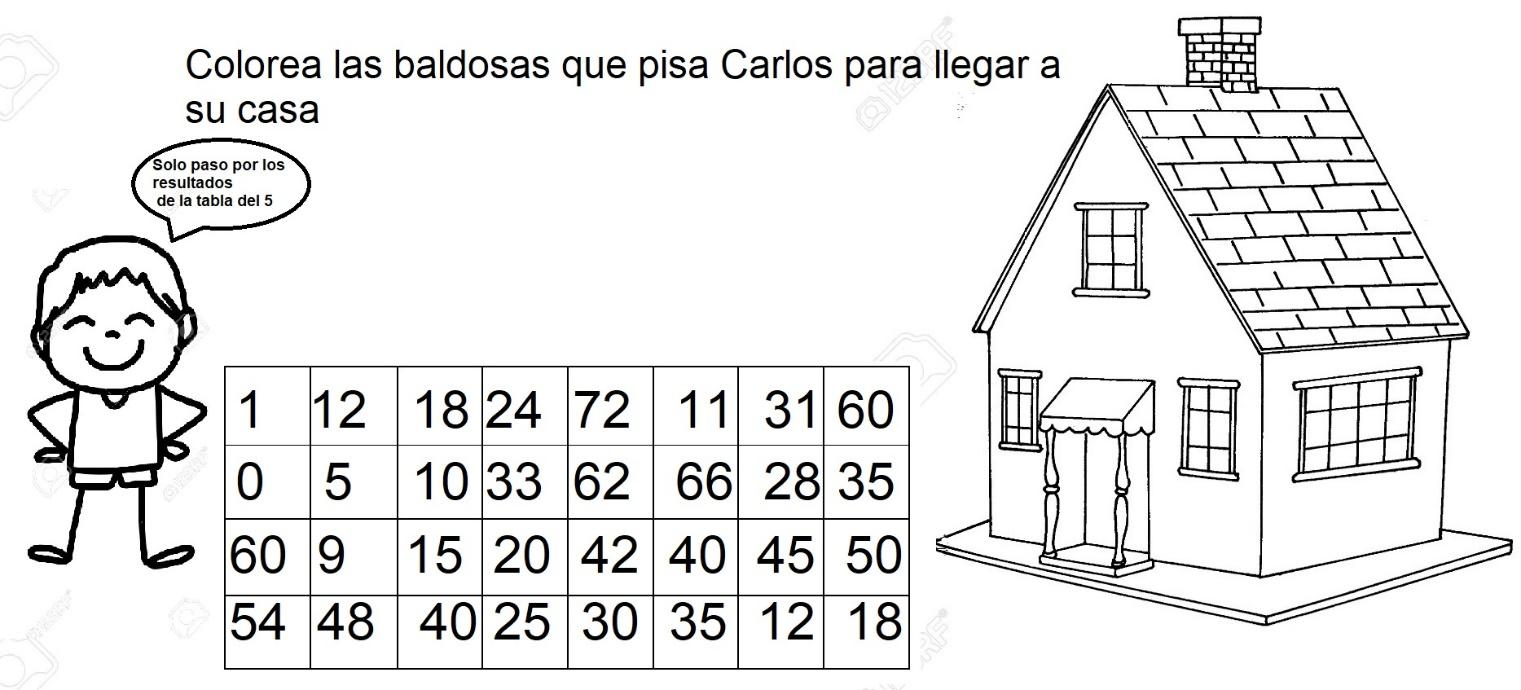 Colorea las baldosas que pisa Carlos para llegar a
su casa
Solo paso por los
resultados
de la tabla del 5
1 12 18 24 72 11 31 60
0 5 10 33 62 66 28 35
60 9 15 20 42 40 45 50
54 48 40 25 30 35 12 18